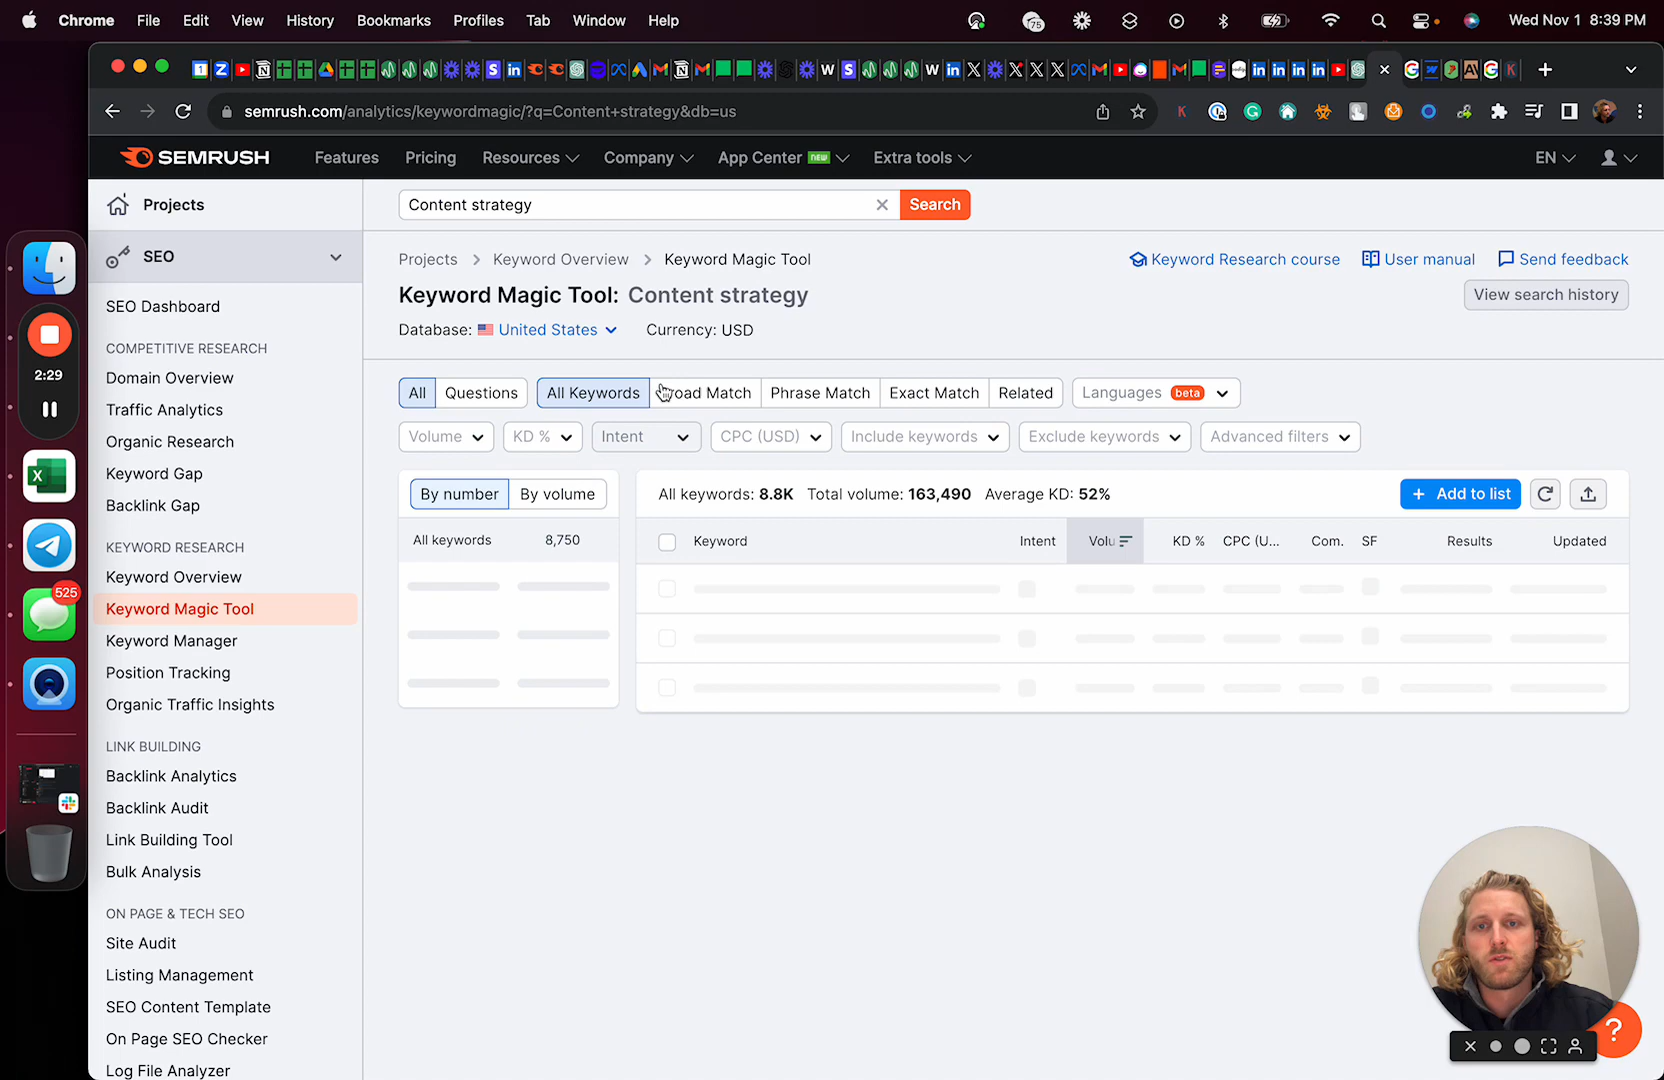 Chrome File Edit View History Bookmarks Profiles Tab Window Help
75
Wed Nov 1 8:39 PM
semrush.com/analytics/keywordmagic/?q=Content+strategy&db=us
SEMRUSH
Features Pricing Resources Company App Center NEW Extra tools
EN
Projects
Content strategy
Search
SEO
Projects > Keyword Overview > Keyword Magic Tool
Keyword Research course User manual Send feedback
Keyword Magic Tool: Content strategy
View search history
Database: United States Currency: USD
SEO Dashboard
COMPETITIVE RESEARCH
Domain Overview
Traffic Analytics
Organic Research
Keyword Gap
Backlink Gap
KEYWORD RESEARCH
Keyword Overview
Keyword Magic Tool
Keyword Manager
Position Tracking
Organic Traffic Insights
LINK BUILDING
Backlink Analytics
Backlink Audit
Link Building Tool
Bulk Analysis
ON PAGE & TECH SEO
Site Audit
Listing Management
SEO Content Template
On Page SEO Checker
Log File Analyzer
All Questions All Keywords oad Match Phrase Match Exact Match Related Languages beta
Volume KD % Intent CPC (USD) Include keywords Exclude keywords Advanced filters
By number By volume
All keywords: 8.8K Total volume: 163,490 Average KD: 52%
+ Add to list
All keywords 8,750
Keyword Intent Volu KD % CPC (U... Com. SF Results Updated
2:29
525
?